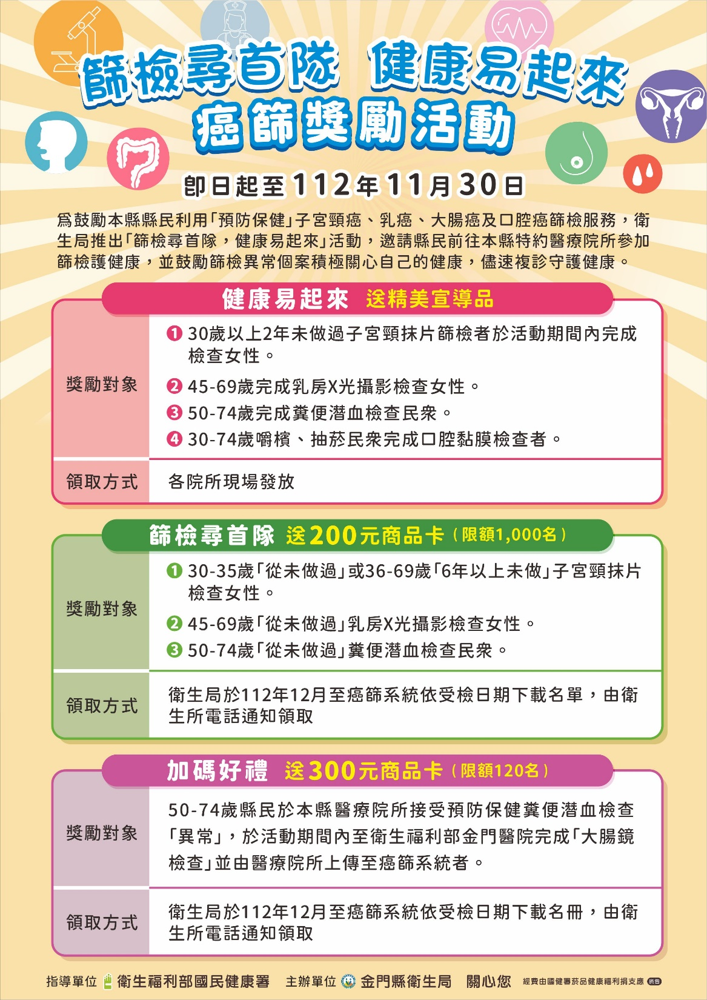 篩檢尋首隊 健康易起來
癌篩獎勵活動
即日起至112年11月30日
為鼓勵本縣縣民利用「預防保健」子宮頸癌、乳癌、大腸癌及口腔癌篩檢服務，衛
生局推出「篩檢尋首隊，健康易起來」活動，邀請縣民前往本縣特約醫療院所參加
篩檢護健康，並鼓勵篩檢異常個案積極關心自己的健康，儘速複診守護健康。
健康易起來 送精美宣導品
獎勵對象
❶ 30歲以上2年未做過子宮頸抹片篩檢者於活動期間內完成
檢查女性。
❷ 45-69歲完成乳房X光攝影檢查女性。
❸ 50-74歲完成糞便潛血檢查民眾。
❹ 30-74歲嚼檳、抽菸民眾完成口腔黏膜檢查者。
領取方式
各院所現場發放
篩檢尋首隊 送200元商品卡（限額1,000名）
獎勵對象
❶ 30-35歲「從未做過」或36-69歲「6年以上未做」子宮頸抹片
檢查女性。
❷ 45-69歲「從未做過」乳房X光攝影檢查女性。
❸ 50-74歲「從未做過」糞便潛血檢查民眾。
領取方式
衛生局於112年12月至癌篩系統依受檢日期下載名單，由衛
生所電話通知領取
加碼好禮 送300元商品卡（限額120名）
獎勵對象
50-74歲縣民於本縣醫療院所接受預防保健糞便潛血檢查
「異常」，於活動期間內至衛生福利部金門醫院完成「大腸鏡
檢查」並由醫療院所上傳至癌篩系統者。
領取方式
衛生局於112年12月至癌篩系統依受檢日期下載名冊，由衛
生所電話通知領取
指導單位 衛生福利部國民健康署 主辦單位 金門縣衛生局 關心您 經費由國健署菸品健康福利捐支應 廣告